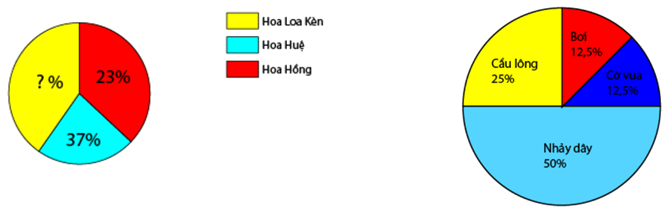 ? %
23%
37%
Hoa Loa Kèn
Hoa Huệ
Hoa Hồng
Cầu lông
25%
Bơi
12,5%
Cờ vua
12,5%
Nhảy dây
50%